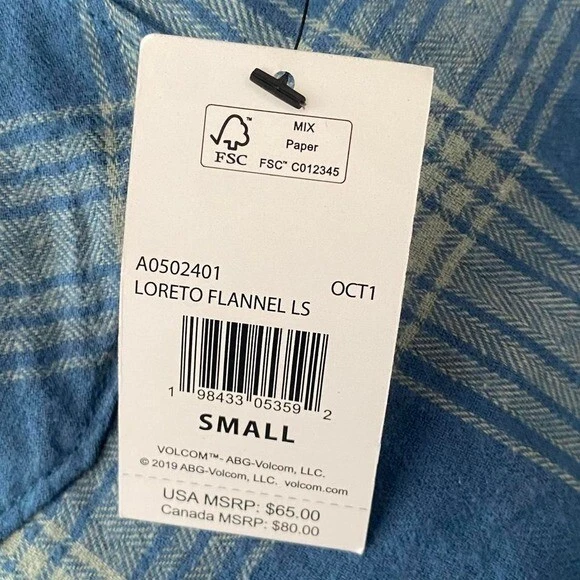 FSC™
MIX
Paper
FSC™ C012345
A0502401
OCT1
LORETO FLANNEL LS
1 98433 05359 2
SMALL
VOLCOM™- ABG-Volcom, LLC.
© 2019 ABG-Volcom, LLC. volcom.com
USA MSRP: $65.00
Canada MSRP: $80.00